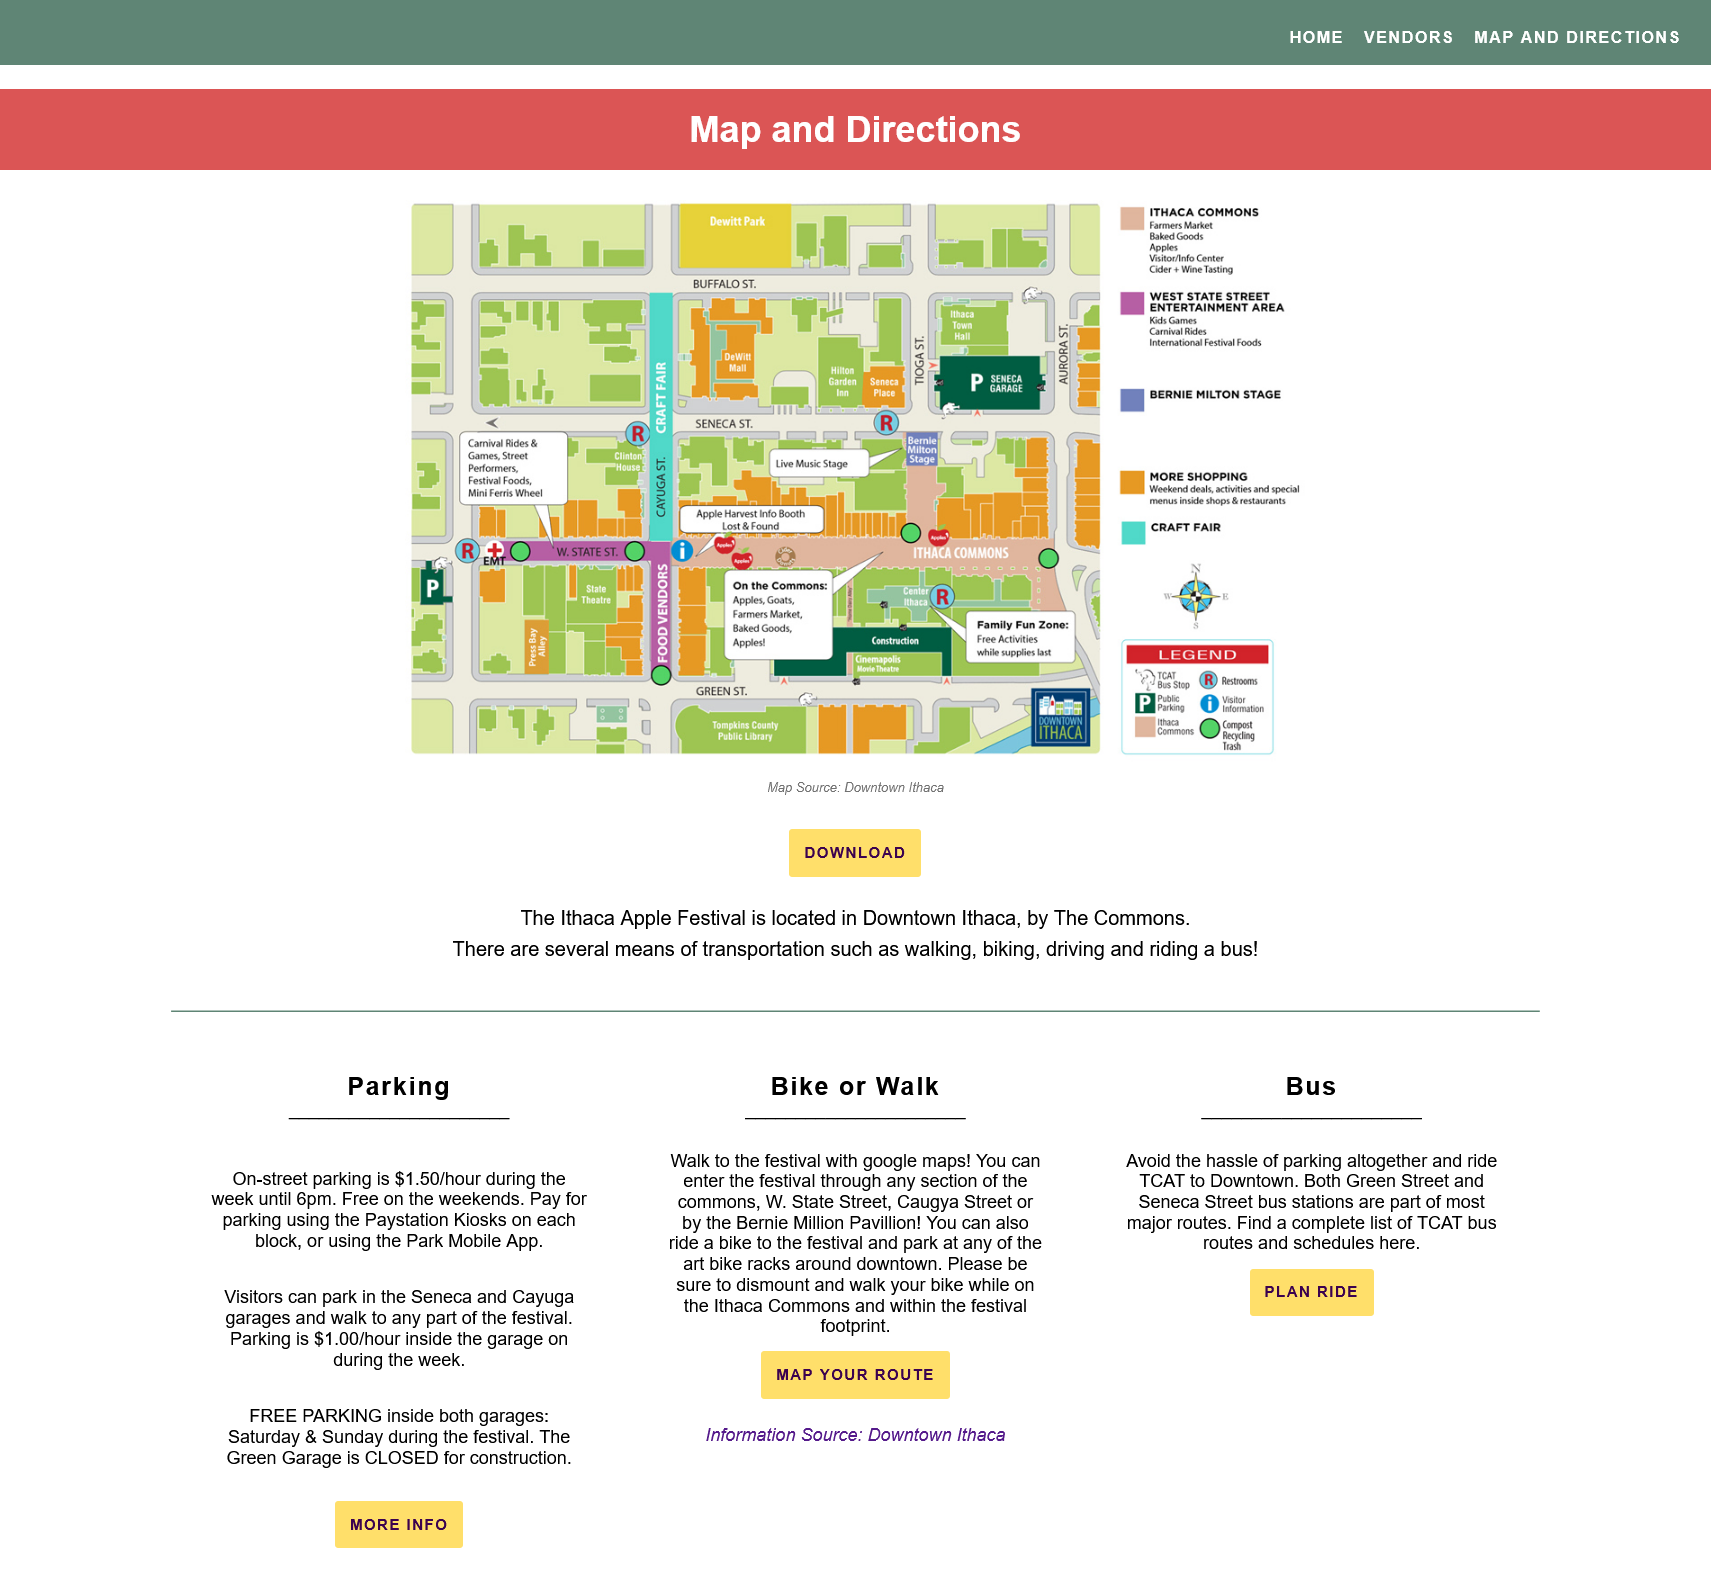 HOME VENDORS MAP AND DIRECTIONS
Map and Directions
Dewitt Park
BUFFALO ST.
CRAFT FAIR
DeWitt
Mall
Hilton
Garden
Inn
Seneca
Place
TIOGA ST.
Ithaca
Town
Hall
P SENECA
GARAGE
AURORA ST.
SENECA ST.
R
R
Carnival Rides &
Games, Street
Performers,
Festival Foods,
Mini Ferris Wheel
Clinton
House
CAYUGA ST.
Live Music Stage
Bernie
Milton
Stage
Apple Harvest Info Booth
Lost & Found
R
EMT
W. STATE ST.
i
Apples
Apples
Apples
ITHACA COMMONS
P
State
Theatre
Press Bay
Alley
FOOD VENDORS
On the Commons:
Apples, Goats,
Farmers Market,
Baked Goods,
Apples!
Center
Ithaca
R
Family Fun Zone:
Free Activities
while supplies last
Construction
Cinemapolis
Movie Theatre
GREEN ST.
Tompkins County
Public Library
DOWNTOWN
ITHACA
ITHACA COMMONS
Farmers Market
Baked Goods
Apples
Visitor/Info Center
Cider + Wine Tasting
WEST STATE STREET
ENTERTAINMENT AREA
Kids Games
Carnival Rides
International Festival Foods
BERNIE MILTON STAGE
MORE SHOPPING
Weekend deals, activities and special
menus inside shops & restaurants
CRAFT FAIR
N
W E
S
LEGEND
TCAT
Bus Stop
R Restrooms
P Public
Parking
i Visitor
Information
Ithaca
Commons
Compost
Recycling
Trash
Map Source: Downtown Ithaca
DOWNLOAD
The Ithaca Apple Festival is located in Downtown Ithaca, by The Commons.
There are several means of transportation such as walking, biking, driving and riding a bus!
Parking
On-street parking is $1.50/hour during the
week until 6pm. Free on the weekends. Pay for
parking using the Paystation Kiosks on each
block, or using the Park Mobile App.
Visitors can park in the Seneca and Cayuga
garages and walk to any part of the festival.
Parking is $1.00/hour inside the garage on
during the week.
FREE PARKING inside both garages:
Saturday & Sunday during the festival. The
Green Garage is CLOSED for construction.
MORE INFO
Bike or Walk
Walk to the festival with google maps! You can
enter the festival through any section of the
commons, W. State Street, Caugya Street or
by the Bernie Million Pavillion! You can also
ride a bike to the festival and park at any of the
art bike racks around downtown. Please be
sure to dismount and walk your bike while on
the Ithaca Commons and within the festival
footprint.
MAP YOUR ROUTE
Information Source: Downtown Ithaca
Bus
Avoid the hassle of parking altogether and ride
TCAT to Downtown. Both Green Street and
Seneca Street bus stations are part of most
major routes. Find a complete list of TCAT bus
routes and schedules here.
PLAN RIDE